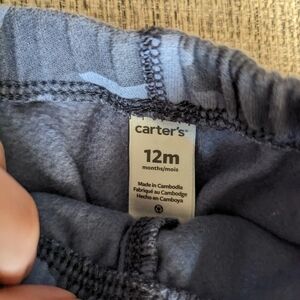 carter's
12m
months/mois
Made in Cambodia
Fabriqué au Cambodge
Hecho en Camboya